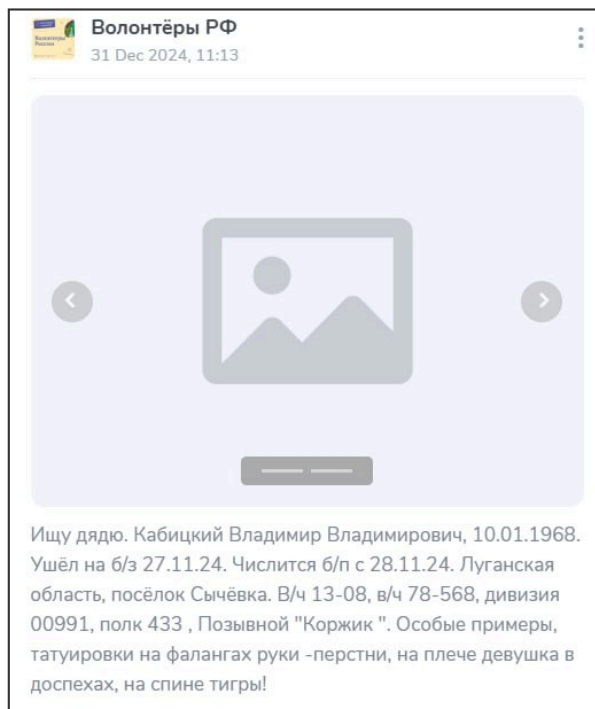 Волонтёры РФ
31 Dec 2024, 11:13
Ищу дядю. Кабицкий Владимир Владимирович, 10.01.1968.
Ушёл на б/з 27.11.24. Числится б/п с 28.11.24. Луганская
область, посёлок Сычёвка. В/ч 13-08, в/ч 78-568, дивизия
00991, полк 433 , Позывной "Коржик ". Особые примеры,
татуировки на фалангах руки -перстни, на плече девушка в
доспехах, на спине тигры!